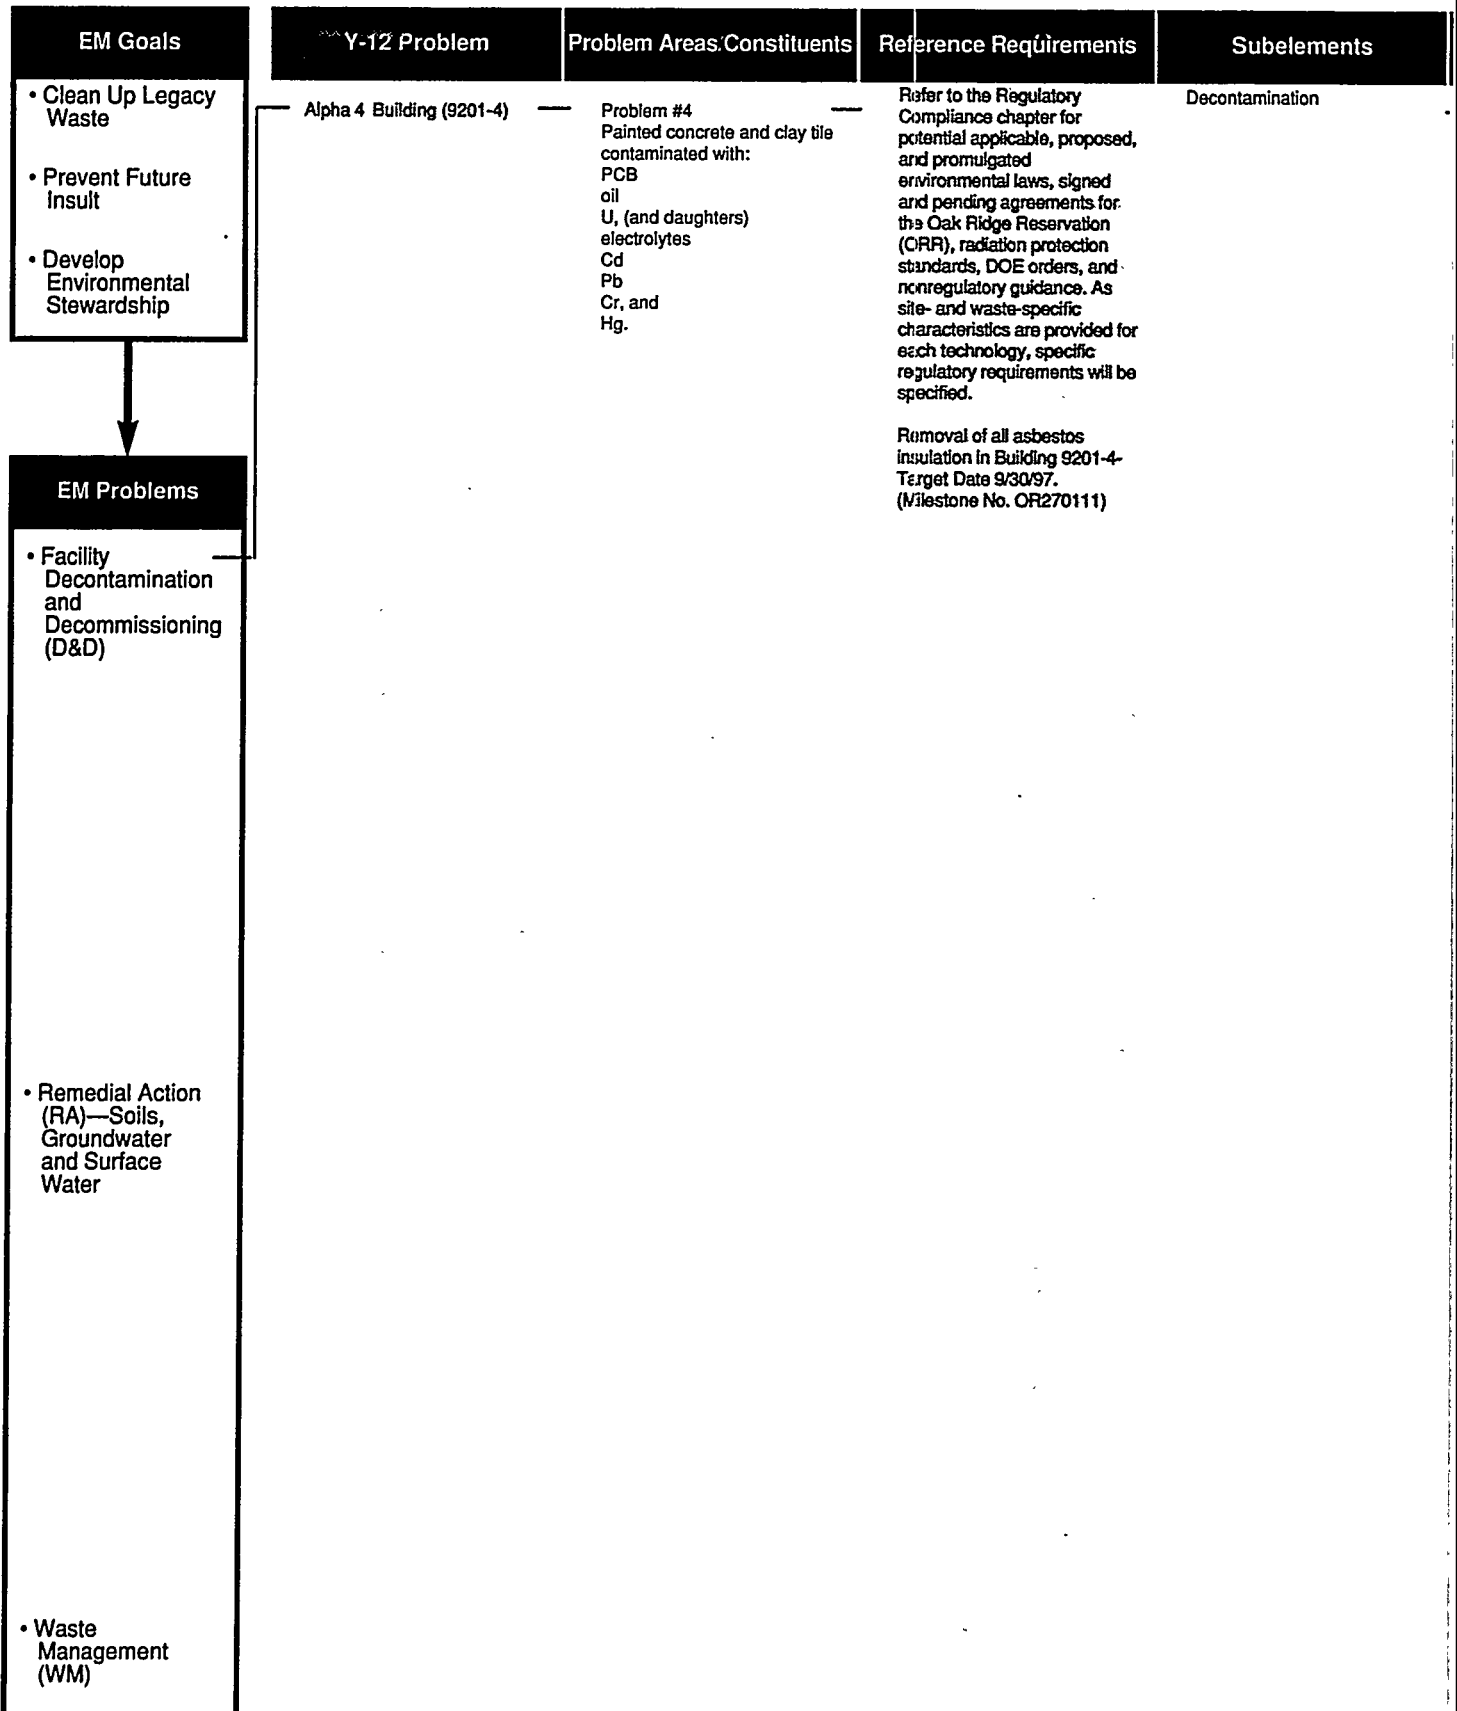 EM Goals
• Clean Up Legacy
Waste
• Prevent Future
Insult
• Develop
Environmental
Stewardship
EM Problems
• Facility
Decontamination
and
Decommissioning
(D&D)
• Remedial Action
(RA)—Soils,
Groundwater
and Surface
Water
• Waste
Management
(WM)
Y-12 Problem
Alpha 4 Building (9201-4)
Problem Areas/Constituents
Problem #4
Painted concrete and clay tile
contaminated with:
PCB
oil
U, (and daughters)
electrolytes
Cd
Pb
Cr, and
Hg.
Reference Requirements
Refer to the Regulatory
Compliance chapter for
potential applicable, proposed,
and promulgated
environmental laws, signed
and pending agreements for
the Oak Ridge Reservation
(ORR), radiation protection
standards, DOE orders, and
nonregulatory guidance. As
site- and waste-specific
characteristics are provided for
each technology, specific
regulatory requirements will be
specified.
Removal of all asbestos
insulation in Building 9201-4-
Target Date 9/30/97.
(Milestone No. OR270111)
Subelements
Decontamination